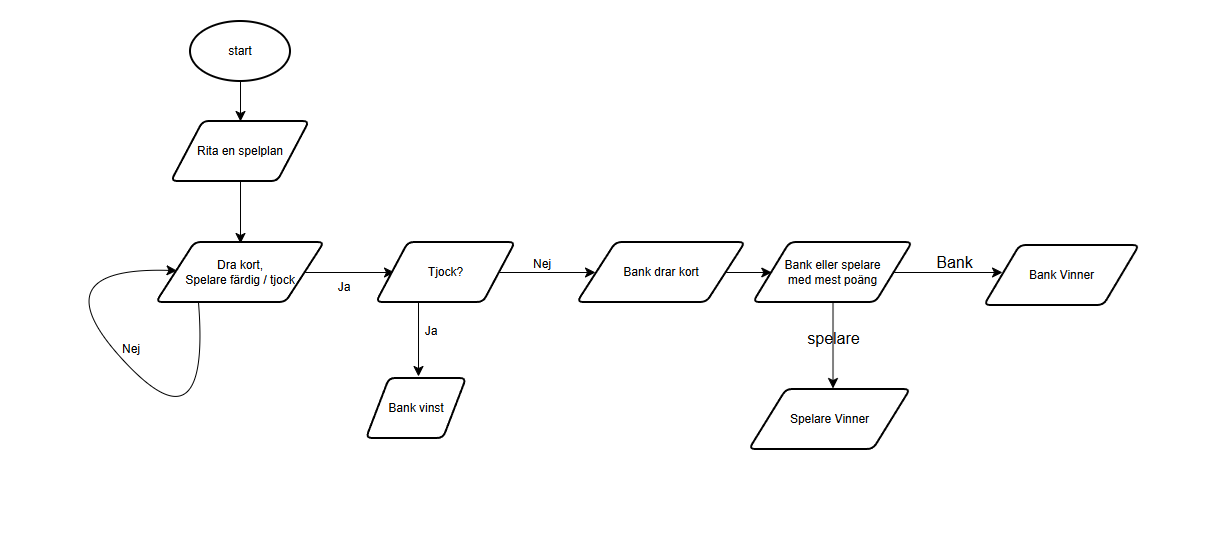 start
Rita en spelplan
Dra kort,
Spelare färdig / tjock
Nej
Ja
Tjock?
Ja
Bank vinst
Nej
Bank drar kort
Bank eller spelare
med mest poäng
Bank
Bank Vinner
spelare
Spelare Vinner